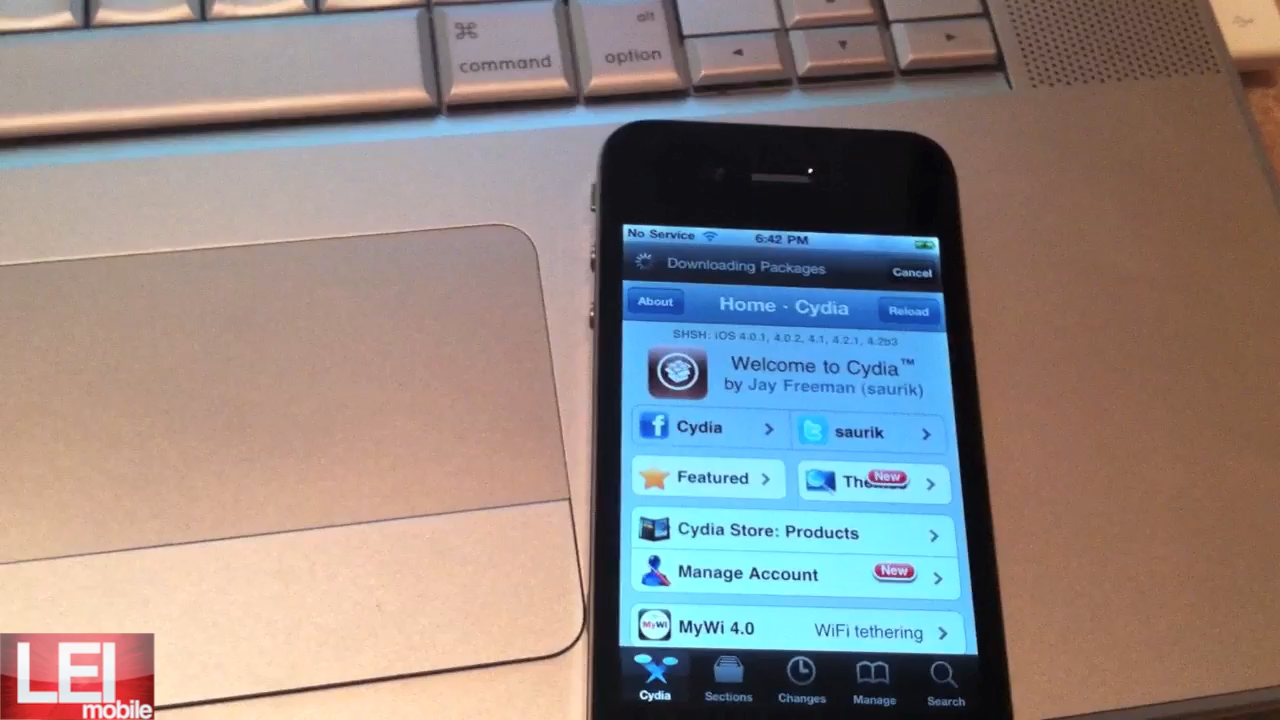 alt
⌘
command
option
No Service
6:42 PM
Downloading Packages
Cancel
About
Home - Cydia
Reload
SHSH: iOS 4.0.1, 4.0.2, 4.1, 4.2.1, 4.2b3
Welcome to Cydia™
by Jay Freeman (saurik)
Cydia
saurik
Featured
New
Cydia Store: Products
Manage Account
New
MyWi
MyWi 4.0
WiFi tethering
Cydia
Sections
Changes
Manage
Search
LEI
mobile